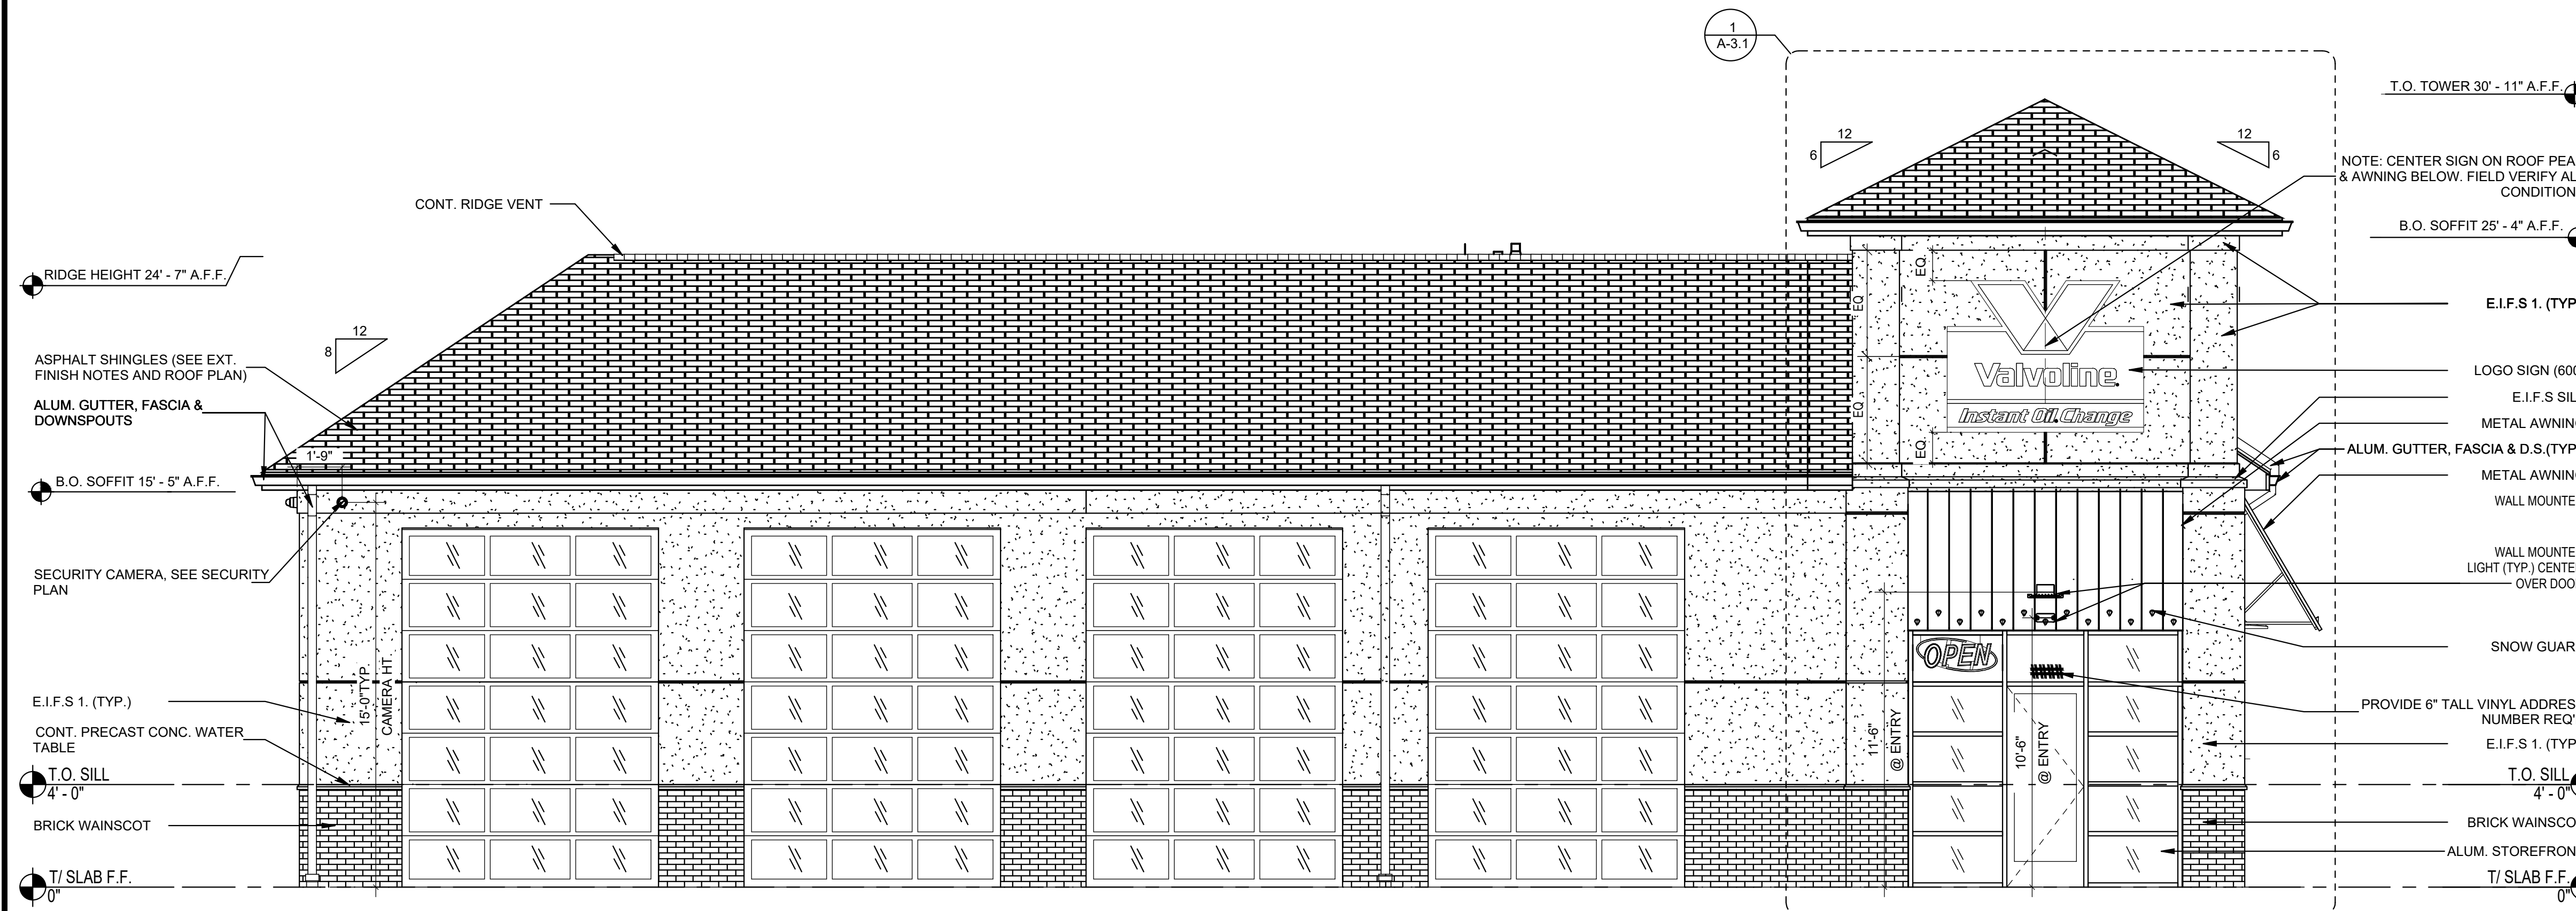 1
A-3.1
T.O. TOWER 30' - 11" A.F.F.
12
6
12
6
NOTE: CENTER SIGN ON ROOF PEA
& AWNING BELOW. FIELD VERIFY AL
CONDITION
CONT. RIDGE VENT
B.O. SOFFIT 25' - 4" A.F.F.
RIDGE HEIGHT 24' - 7" A.F.F.
EQ.
EQ.
E.I.F.S 1. (TYP
12
8
ASPHALT SHINGLES (SEE EXT.
FINISH NOTES AND ROOF PLAN)
Valvoline
LOGO SIGN (600
E.I.F.S SIL
ALUM. GUTTER, FASCIA &
DOWNSPOUTS
EQ.
Instant Oil Change
METAL AWNING
EQ.
ALUM. GUTTER, FASCIA & D.S.(TYP
1'-9"
METAL AWNING
B.O. SOFFIT 15' - 5" A.F.F.
WALL MOUNTE
WALL MOUNTE
LIGHT (TYP.) CENTE
OVER DOO
SECURITY CAMERA, SEE SECURITY
PLAN
SNOW GUAR
OPEN
15'-0"TYP
CAMERA HT
E.I.F.S 1. (TYP.)
PROVIDE 6" TALL VINYL ADDRES
NUMBER REQ'
11'-6"
@ ENTRY
10'-6"
@ ENTRY
CONT. PRECAST CONC. WATER
TABLE
E.I.F.S 1. (TYP
T.O. SILL
4' - 0"
T.O. SILL
4' - 0"
BRICK WAINSCOT
BRICK WAINSCO
ALUM. STOREFRON
T/ SLAB F.F.
0"
T/ SLAB F.F.
0"